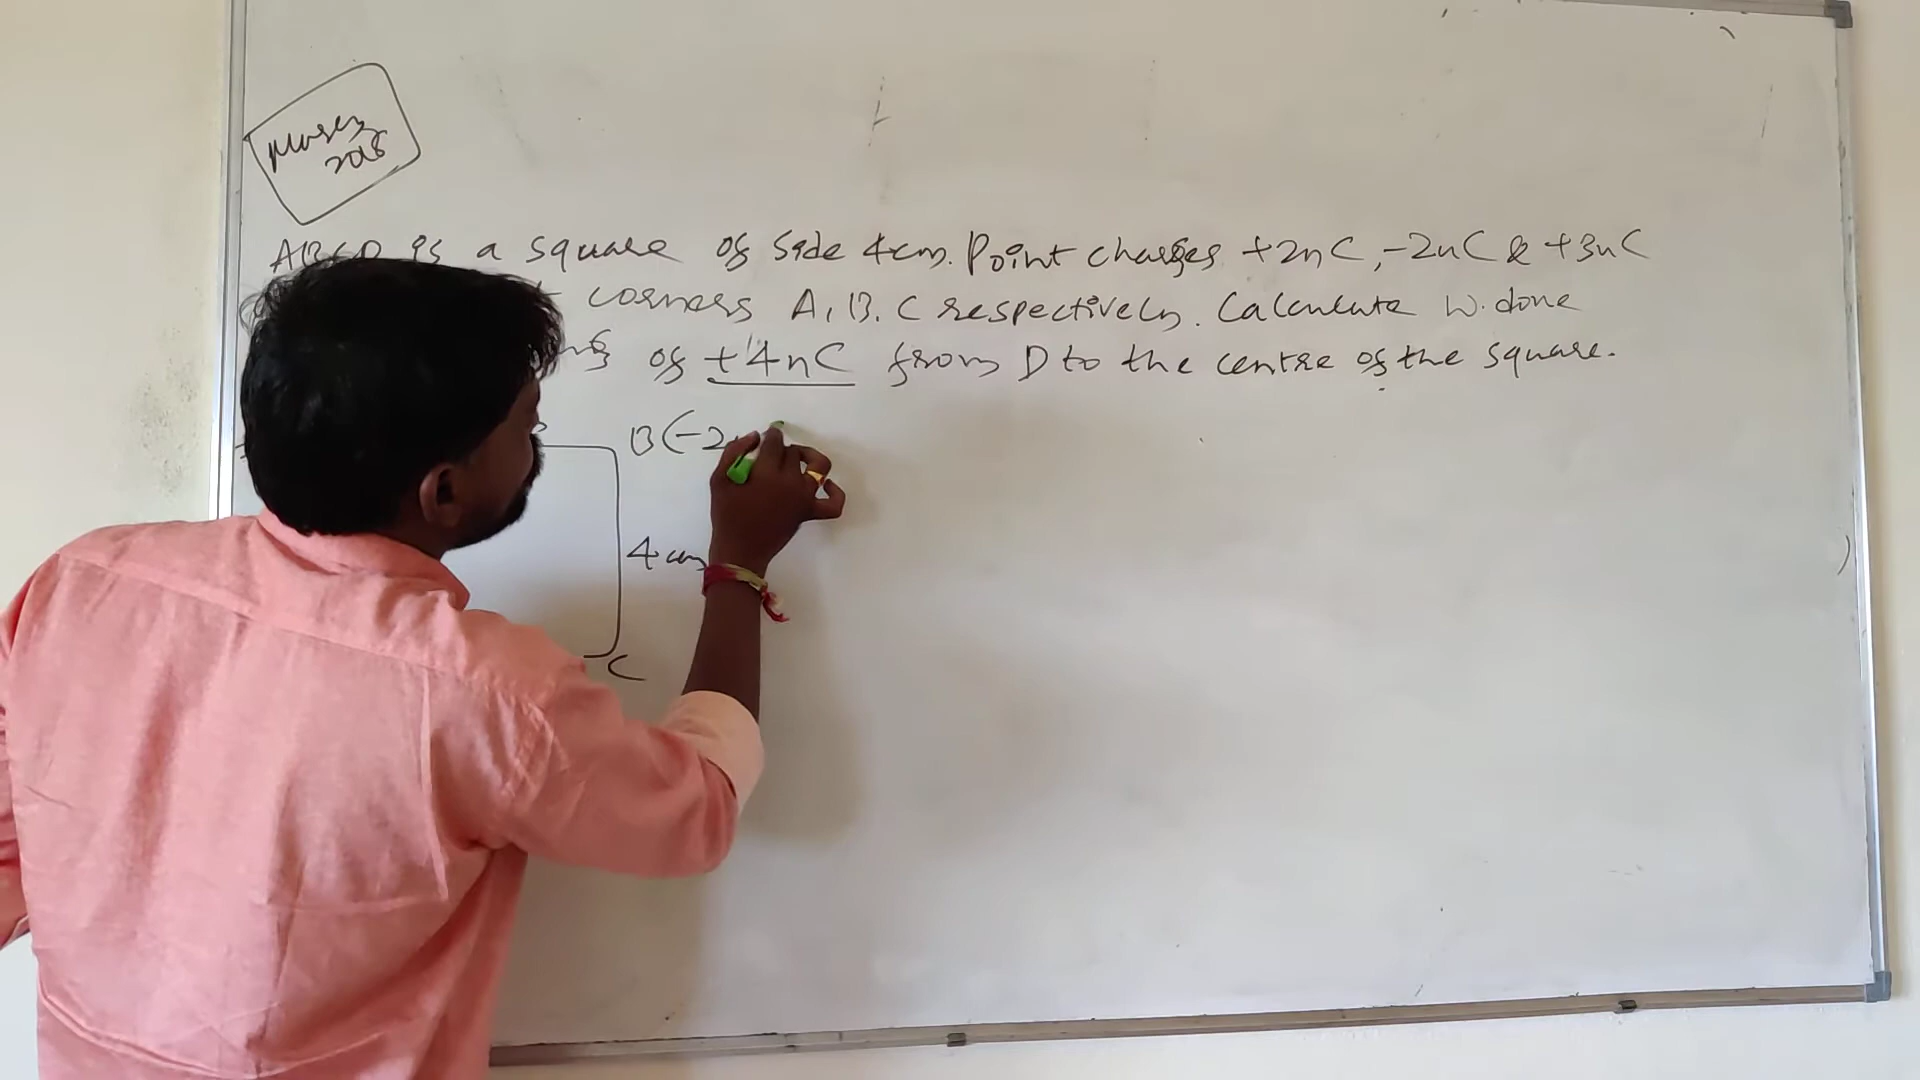 March
2018
ABCD is a square of side 4cm. Point charges +2nC, -2nC & +3nC
corners A, B, C respectively. Calculate W. done
of +4nC from D to the centre of the square.
B(-2n
4cm
C